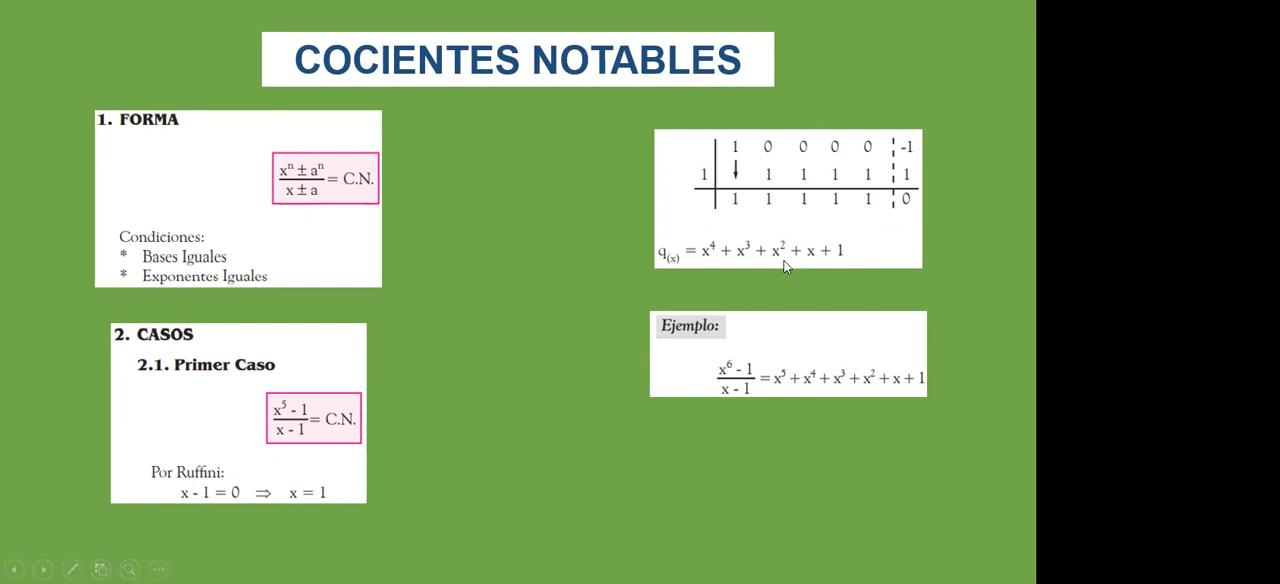 COCIENTES NOTABLES
1. FORMA
xⁿ ± aⁿ
x ± a
= C.N.
Condiciones:
* Bases Iguales
* Exponentes Iguales
2. CASOS
2.1. Primer Caso
x⁵ - 1
x - 1
= C.N.
Por Ruffini:
x - 1 = 0 ⇒ x = 1
1 0 0 0 0 -1
1 ↓ 1 1 1 1 1
1 1 1 1 1 0
q₍ₓ₎ = x⁴ + x³ + x² + x + 1
Ejemplo:
x⁶ - 1
x - 1
= x⁵ + x⁴ + x³ + x² + x + 1